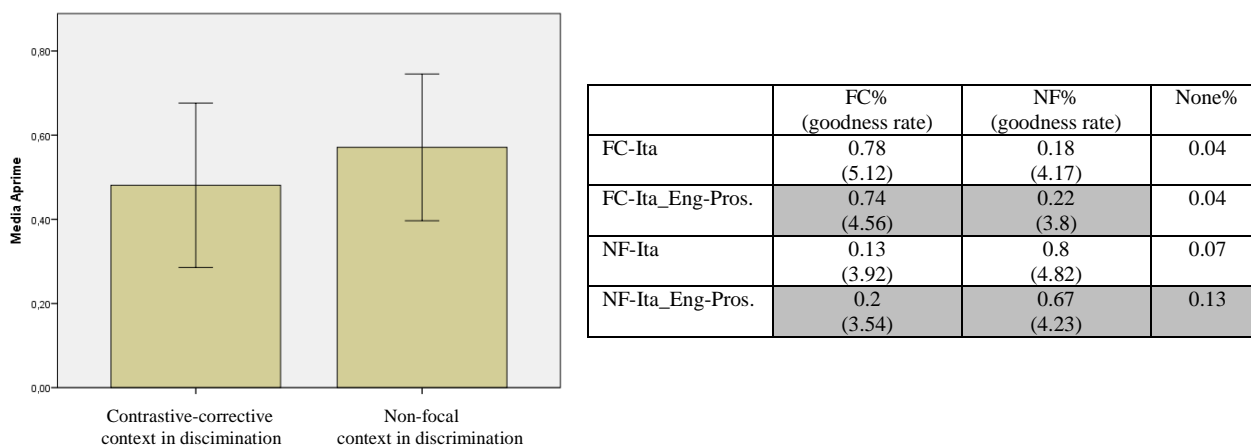 Media Aprime
0,80
0,60
0,40
0,20
0,00
Contrastive-corrective
context in discimination
Non-focal
context in discrimination
FC%
(goodness rate)
NF%
(goodness rate)
None%
FC-Ita
0.78
(5.12)
0.18
(4.17)
0.04
FC-Ita_Eng-Pros.
0.74
(4.56)
0.22
(3.8)
0.04
NF-Ita
0.13
(3.92)
0.8
(4.82)
0.07
NF-Ita_Eng-Pros.
0.2
(3.54)
0.67
(4.23)
0.13